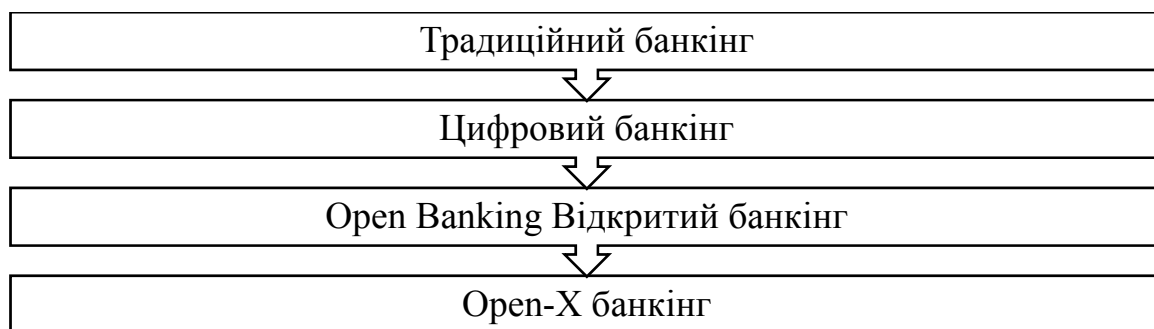 Традиційний банкінг
Цифровий банкінг
Open Banking Відкритий банкінг
Open-X банкінг